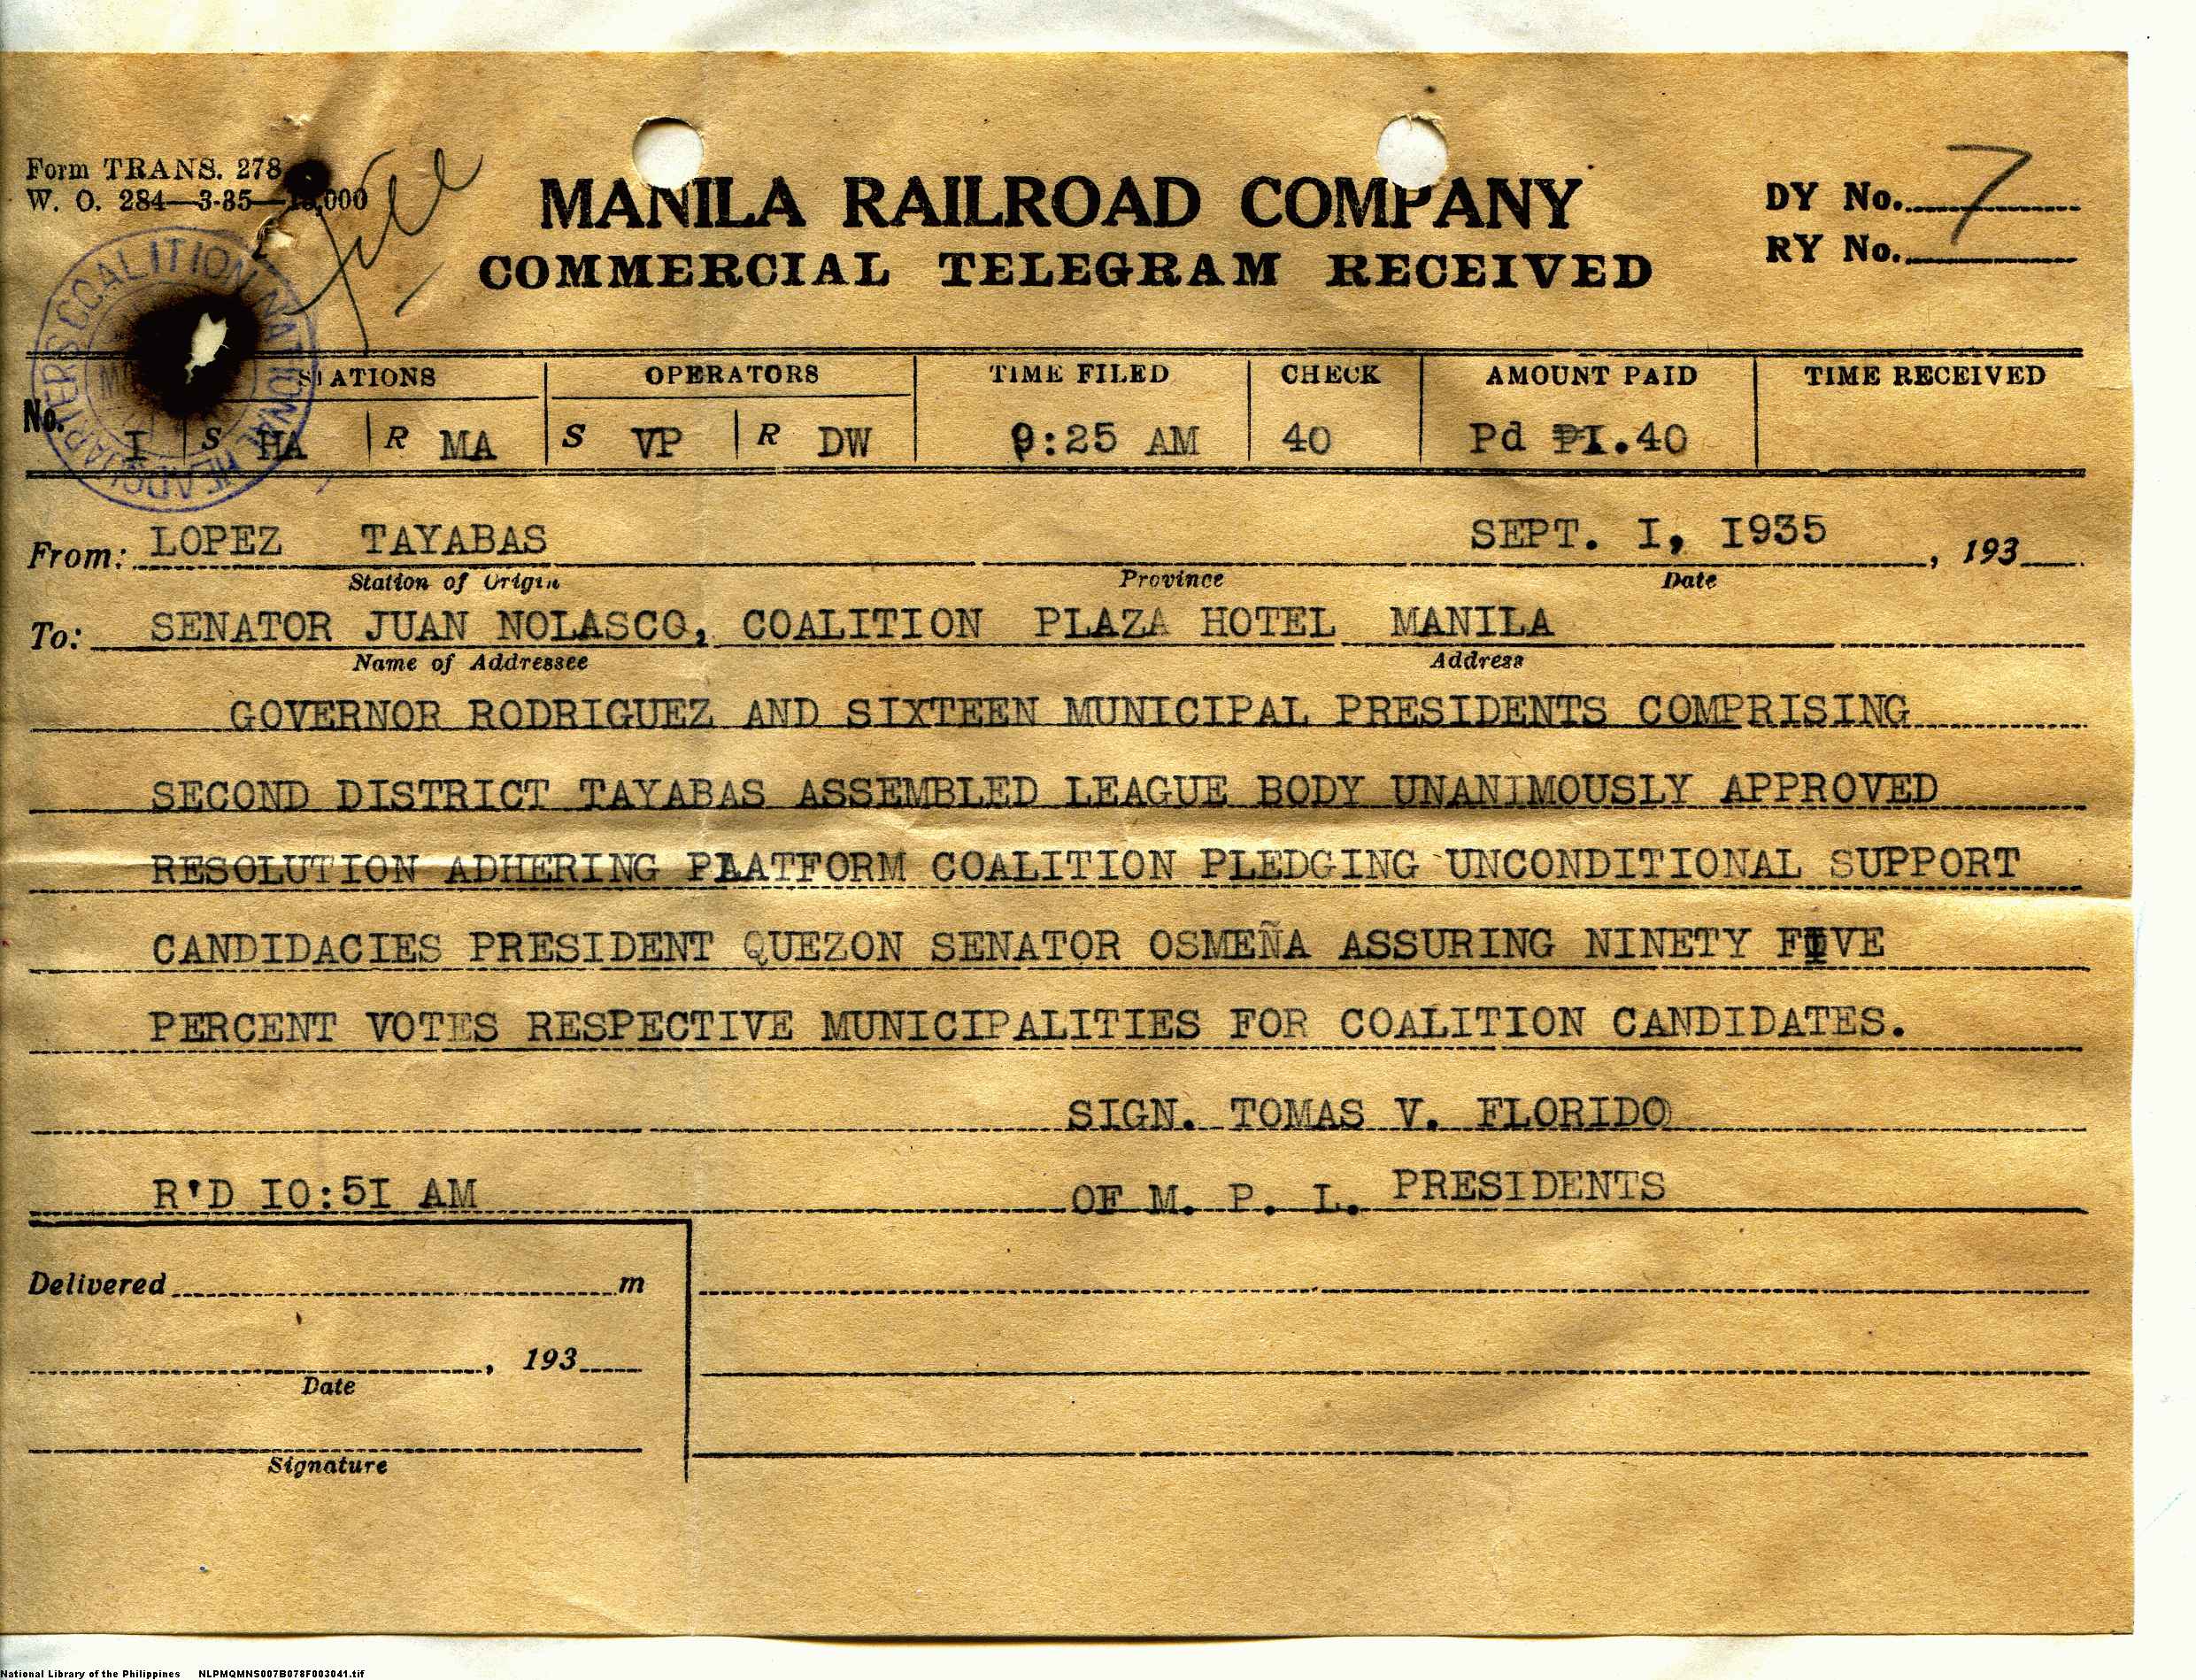 Form TRANS. 278
W. O. 284—3-35—,000
file
MANILA RAILROAD COMPANY
COMMERCIAL TELEGRAM RECEIVED
DY No. 7
RY No.
COALITION NATIONAL HEADQUARTERS
STATIONS OPERATORS TIME FILED CHECK AMOUNT PAID TIME RECEIVED
No. I S HA R MA S VP R DW 9:25 AM 40 Pd ₱I.40
From: LOPEZ TAYABAS SEPT. I, I935 , 193
Station of Origin Province Date
To: SENATOR JUAN NOLASCO, COALITION PLAZA HOTEL MANILA
Name of Addressee Address
GOVERNOR RODRIGUEZ AND SIXTEEN MUNICIPAL PRESIDENTS COMPRISING
SECOND DISTRICT TAYABAS ASSEMBLED LEAGUE BODY UNANIMOUSLY APPROVED
RESOLUTION ADHERING PLATFORM COALITION PLEDGING UNCONDITIONAL SUPPORT
CANDIDACIES PRESIDENT QUEZON SENATOR OSMEÑA ASSURING NINETY FIVE
PERCENT VOTES RESPECTIVE MUNICIPALITIES FOR COALITION CANDIDATES.
SIGN. TOMAS V. FLORIDO
R'D I0:5I AM OF M. P. L. PRESIDENTS
Delivered m
, 193
Date
Signature
National Library of the Philippines NLPMQMNS007B078F003041.tif